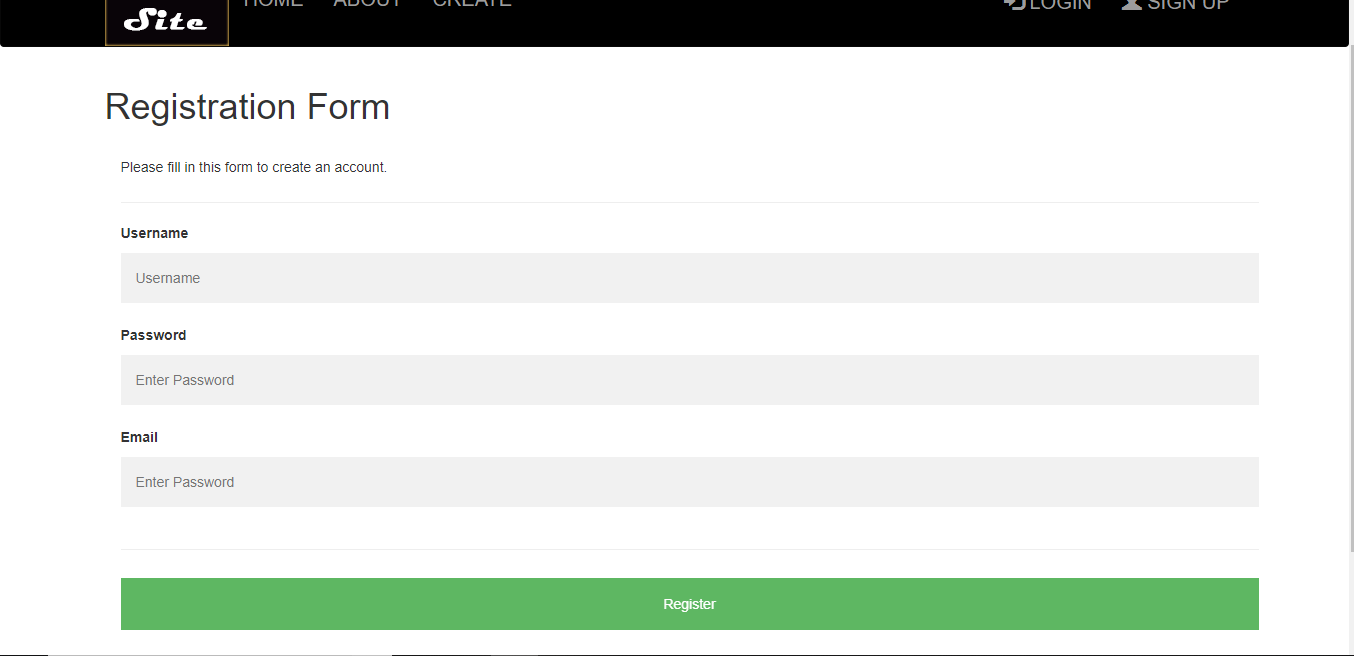 Site
HOME
ABOUT
CREATE
LOGIN
SIGN UP
Registration Form
Please fill in this form to create an account.
Username
Username
Password
Enter Password
Email
Enter Password
Register